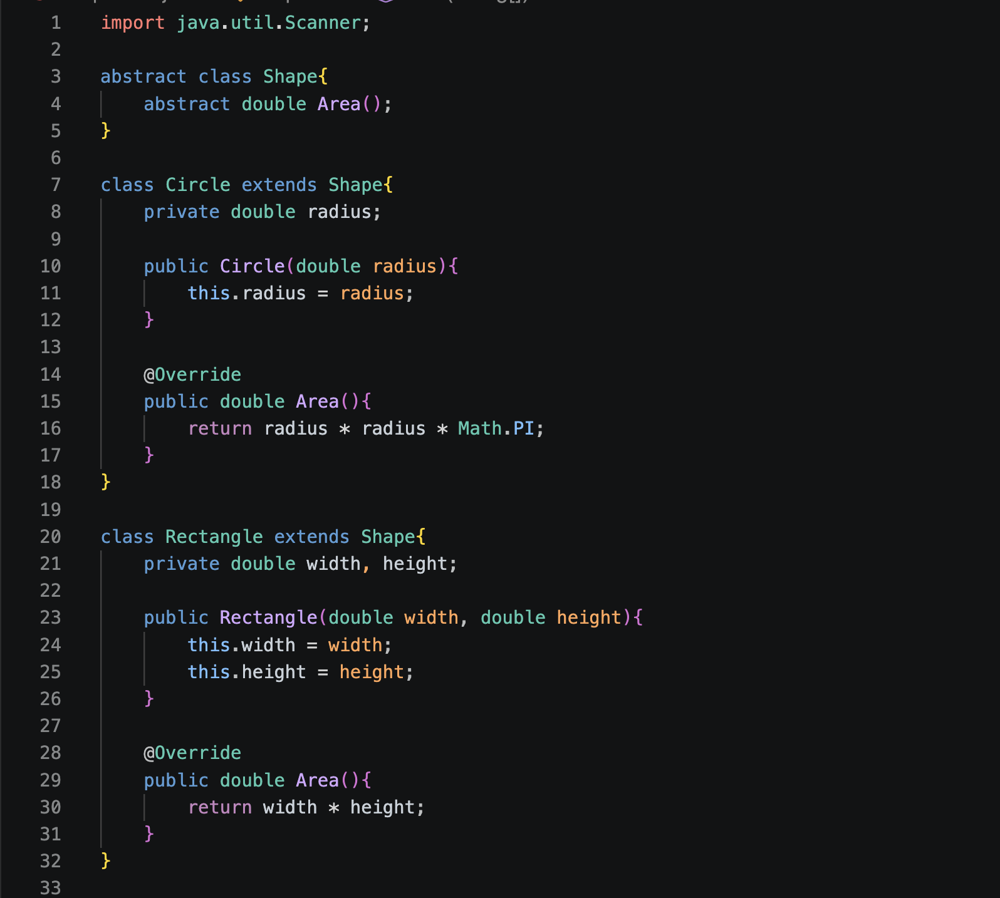 1 import java.util.Scanner;
2
3 abstract class Shape{
4     abstract double Area();
5 }
6
7 class Circle extends Shape{
8     private double radius;
9
10     public Circle(double radius){
11         this.radius = radius;
12     }
13
14     @Override
15     public double Area(){
16         return radius * radius * Math.PI;
17     }
18 }
19
20 class Rectangle extends Shape{
21     private double width, height;
22
23     public Rectangle(double width, double height){
24         this.width = width;
25         this.height = height;
26     }
27
28     @Override
29     public double Area(){
30         return width * height;
31     }
32 }
33